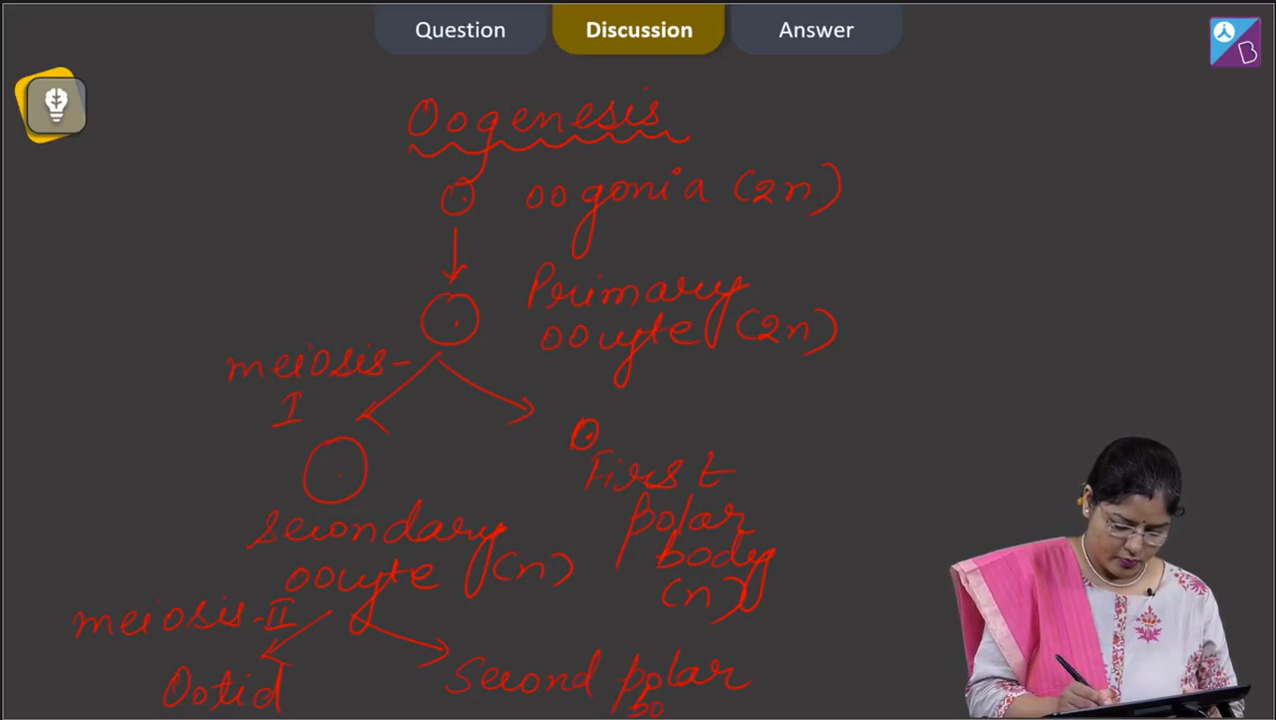 Question
Discussion
Answer
B
Oogenesis
oogonia (2n)
Primary
oocyte (2n)
meiosis-
I
First
polar
body
(n)
secondary
oocyte (n)
meiosis-II
Ootid
Second polar
bo